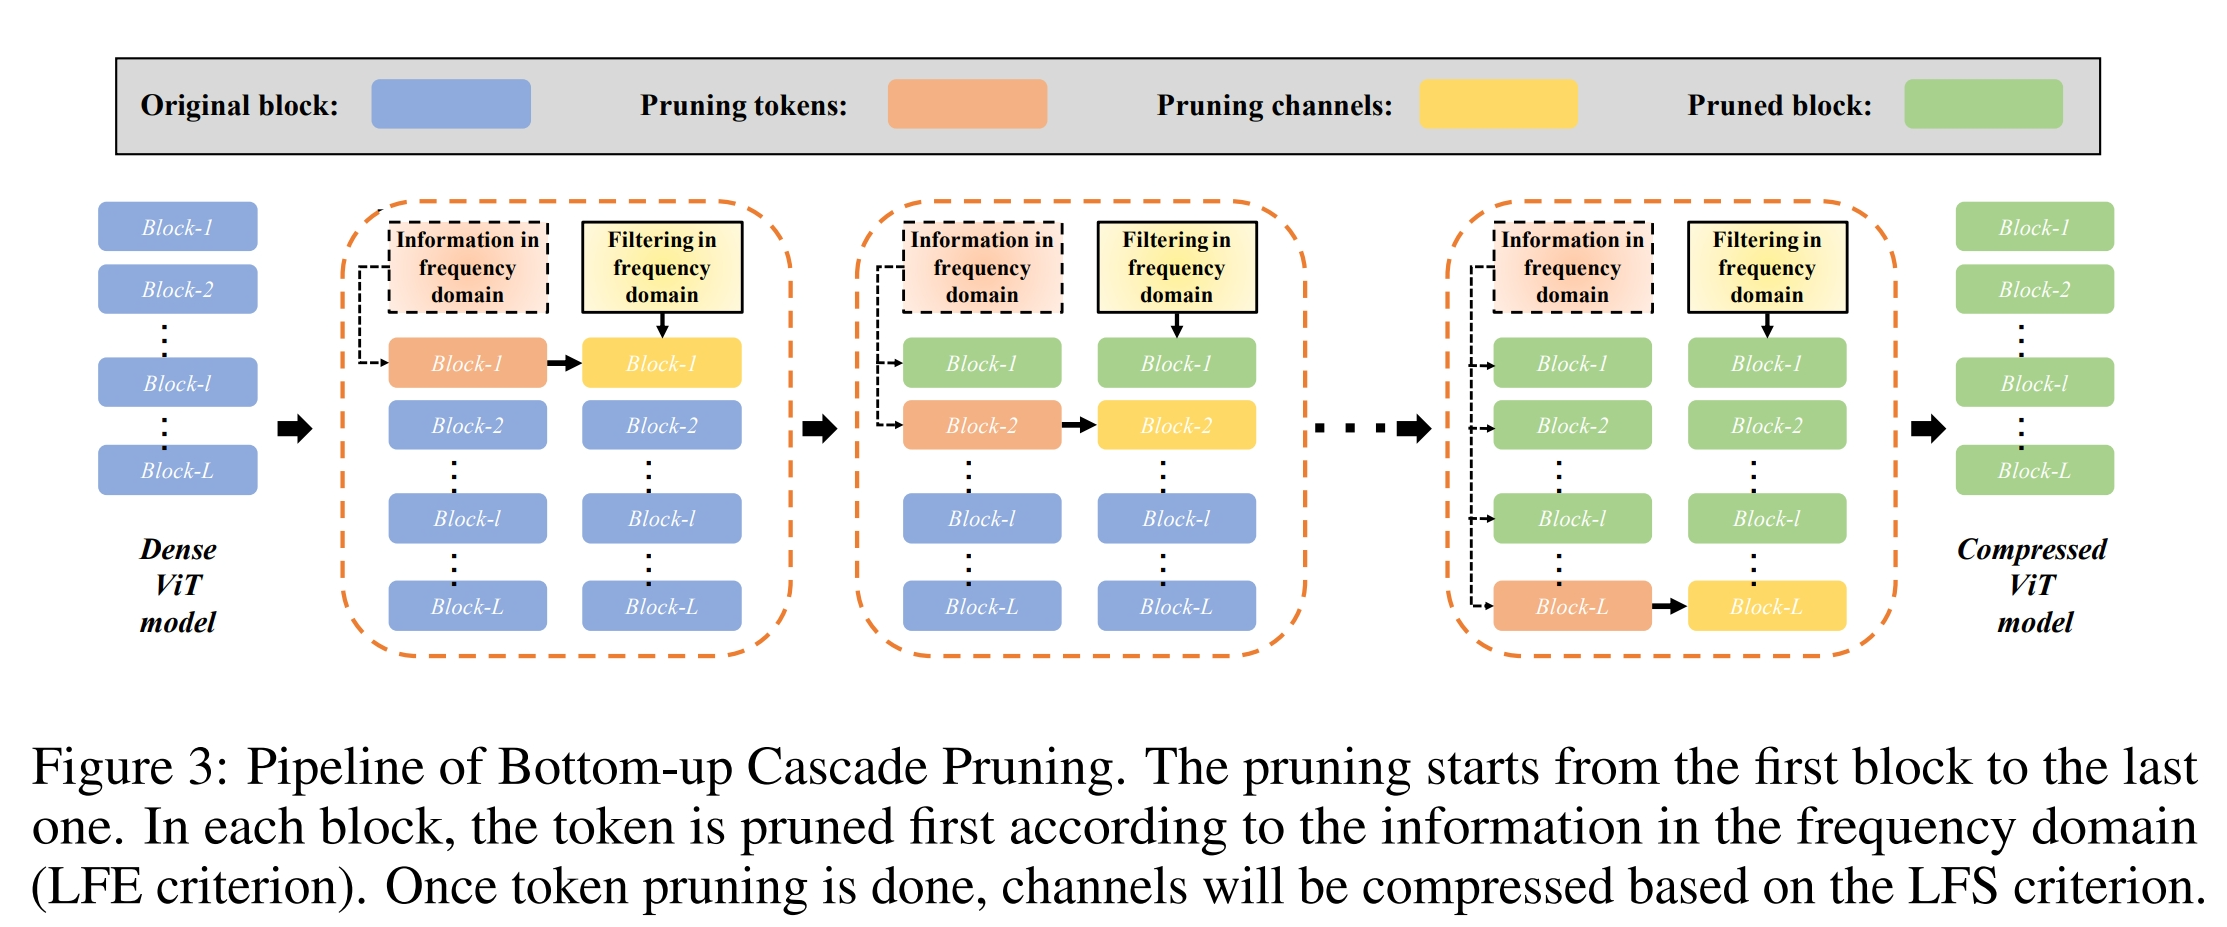 Original block: Pruning tokens: Pruning channels: Pruned block:
Block-1
Block-2
Block-l
Block-L
Dense
ViT
model
Information in
frequency
domain
Filtering in
frequency
domain
Block-1 Block-1
Block-2 Block-2
Block-l Block-l
Block-L Block-L
Information in
frequency
domain
Filtering in
frequency
domain
Block-1 Block-1
Block-2 Block-2
Block-l Block-l
Block-L Block-L
Information in
frequency
domain
Filtering in
frequency
domain
Block-1 Block-1
Block-2 Block-2
Block-l Block-l
Block-L Block-L
Block-1
Block-2
Block-l
Block-L
Compressed
ViT
model
Figure 3: Pipeline of Bottom-up Cascade Pruning. The pruning starts from the first block to the last
one. In each block, the token is pruned first according to the information in the frequency domain
(LFE criterion). Once token pruning is done, channels will be compressed based on the LFS criterion.